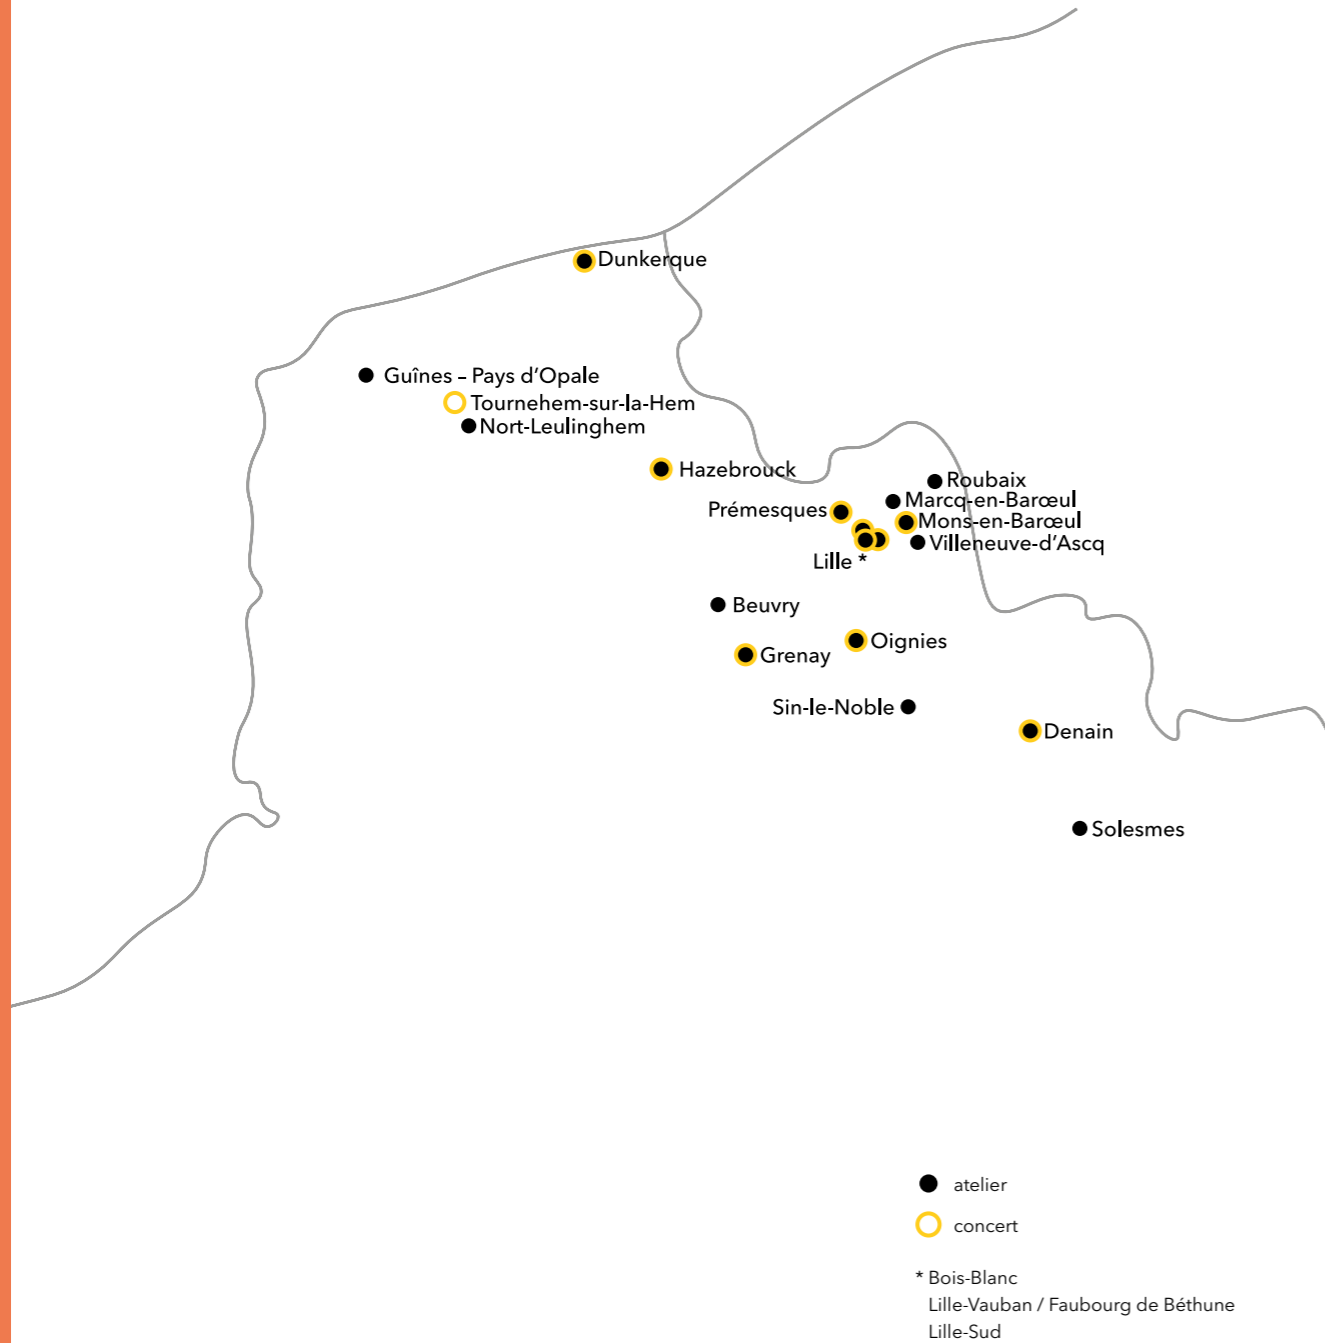 Dunkerque
Guînes – Pays d’Opale
Tournehem-sur-la-Hem
Nort-Leulinghem
Hazebrouck
Roubaix
Marcq-en-Barœul
Prémesques
Mons-en-Barœul
Villeneuve-d’Ascq
Lille *
Beuvry
Oignies
Grenay
Sin-le-Noble
Denain
Solesmes
atelier
concert
* Bois-Blanc
Lille-Vauban / Faubourg de Béthune
Lille-Sud